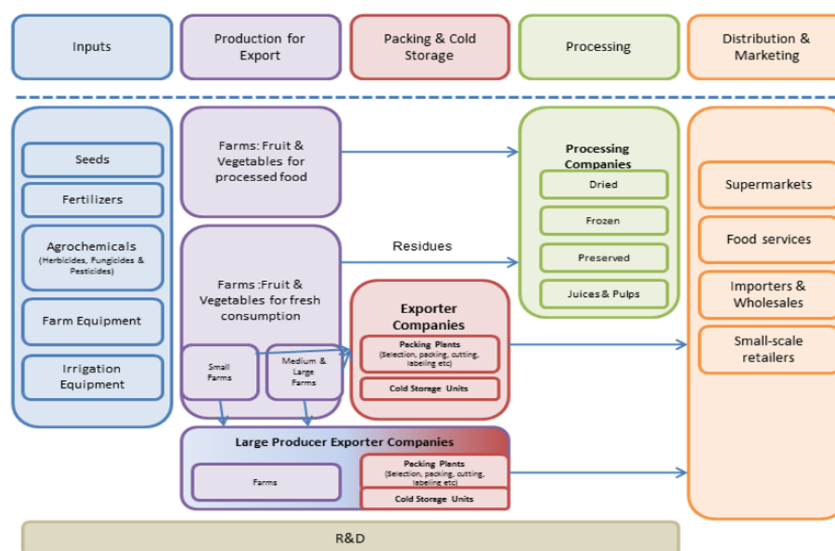 Inputs
Production for
Export
Packing & Cold
Storage
Processing
Distribution &
Marketing
Seeds
Fertilizers
Agrochemicals
(Herbicides, Fungicides &
Pesticides)
Farm Equipment
Irrigation
Equipment
Farms: Fruit &
Vegetables for
processed food
Farms :Fruit &
Vegetables for fresh
consumption
Small
Farms
Medium &
Large
Farms
Residues
Exporter
Companies
Packing Plants
(Selection, packing, cutting,
labeling etc)
Cold Storage Units
Processing
Companies
Dried
Frozen
Preserved
Juices & Pulps
Supermarkets
Food services
Importers &
Wholesales
Small-scale
retailers
Large Producer Exporter Companies
Farms
Packing Plants
(Selection, packing, cutting,
labeling etc)
Cold Storage Units
R&D